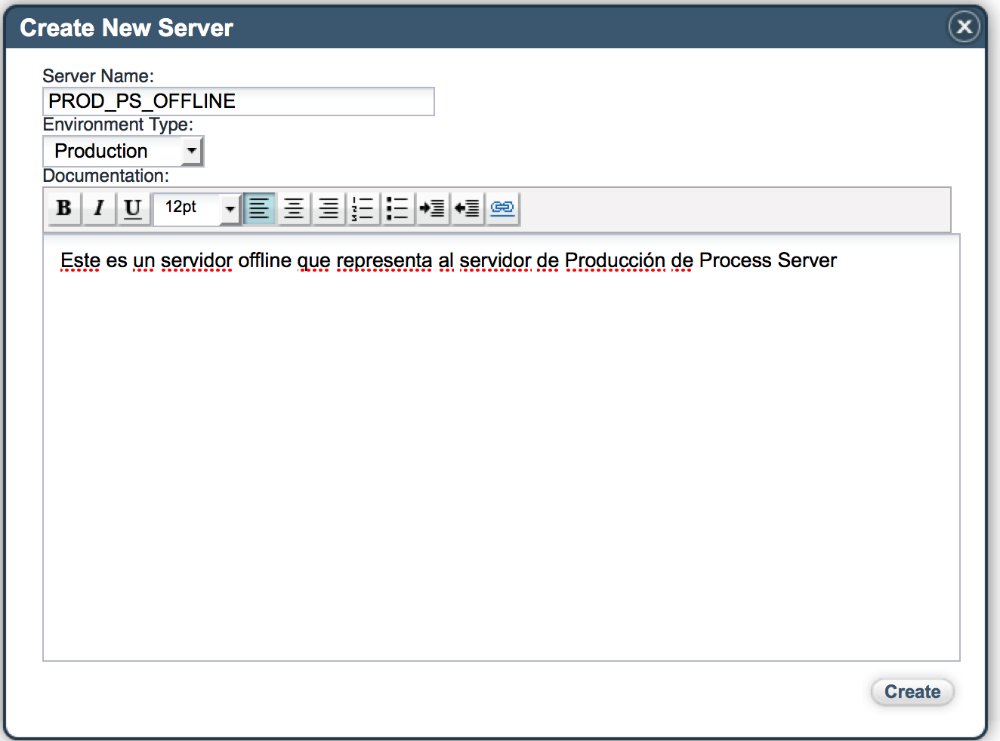 Create New Server
Server Name:
PROD_PS_OFFLINE
Environment Type:
Production
Documentation:
B I U 12pt
Este es un servidor offline que representa al servidor de Producción de Process Server
Create